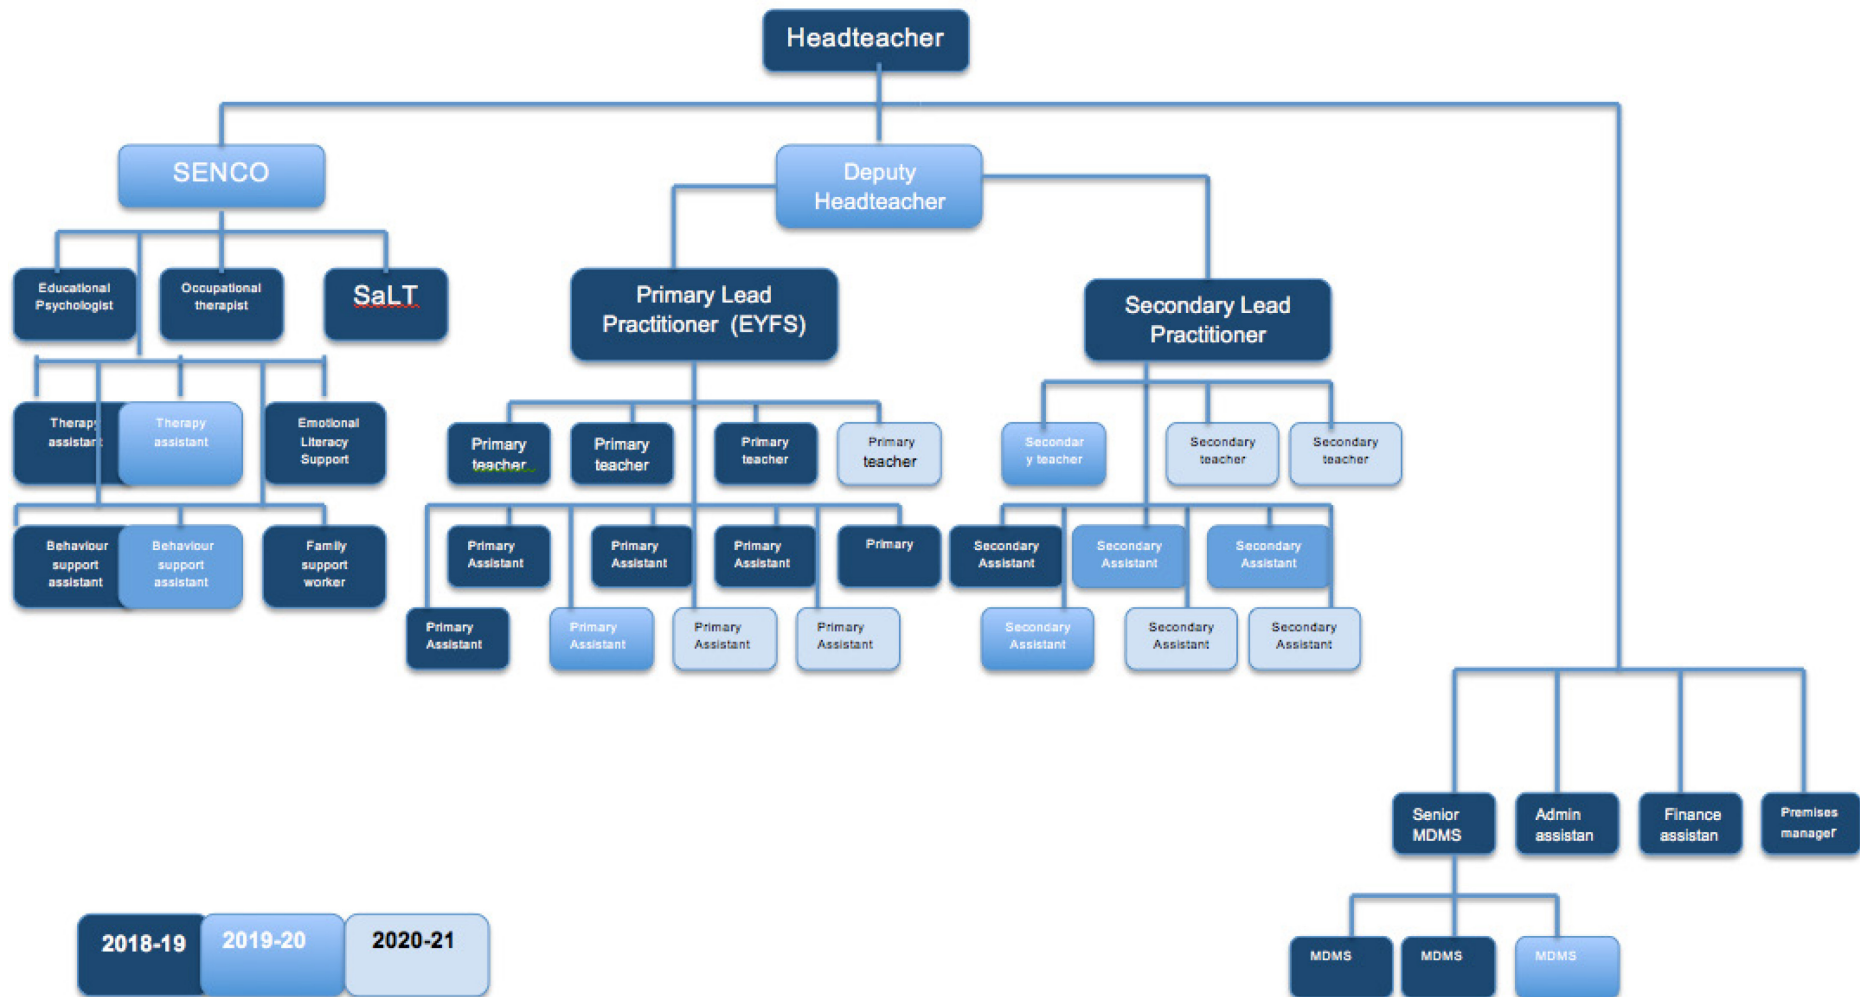 Headteacher
SENCO
Deputy
Headteacher
Educational
Psychologist
Occupational
therapist
SaLT
Primary Lead
Practitioner (EYFS)
Secondary Lead
Practitioner
Therapy
assistant
Therapy
assistant
Emotional
Literacy
Support
Primary
teacher
Primary
teacher
Primary
teacher
Primary
teacher
Secondar
y teacher
Secondary
teacher
Secondary
teacher
Behaviour
support
assistant
Behaviour
support
assistant
Family
support
worker
Primary
Assistant
Primary
Assistant
Primary
Assistant
Primary
Secondary
Assistant
Secondary
Assistant
Secondary
Assistant
Primary
Assistant
Primary
Assistant
Primary
Assistant
Primary
Assistant
Secondary
Assistant
Secondary
Assistant
Secondary
Assistant
Senior
MDMS
Admin
assistan
Finance
assistan
Premises
manager
MDMS
MDMS
MDMS
2018-19
2019-20
2020-21